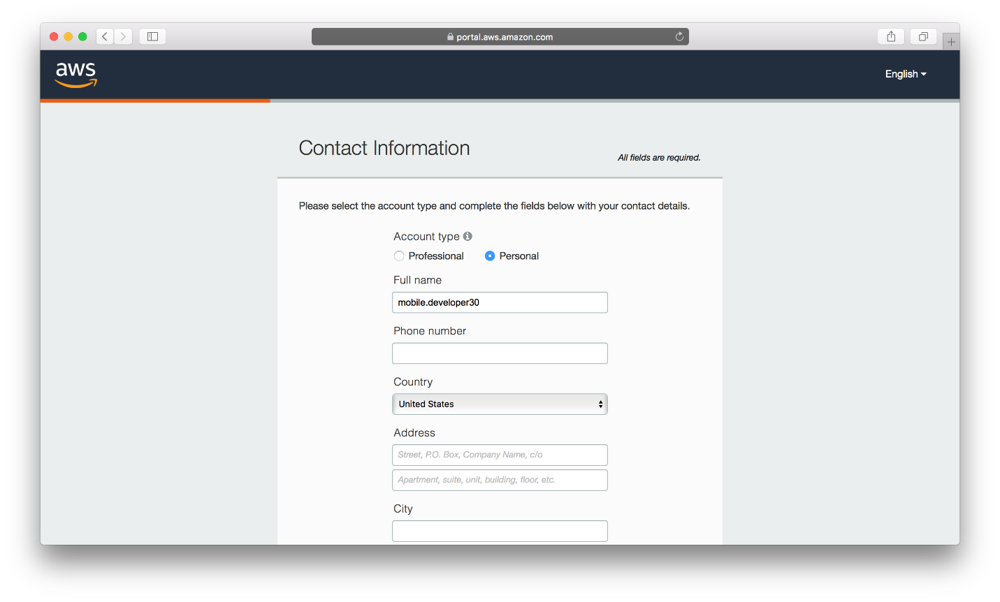 portal.aws.amazon.com
aws
English
Contact Information
All fields are required.
Please select the account type and complete the fields below with your contact details.
Account type
Professional
Personal
Full name
mobile.developer30
Phone number
Country
United States
Address
Street, P.O. Box, Company Name, c/o
Apartment, suite, unit, building, floor, etc.
City